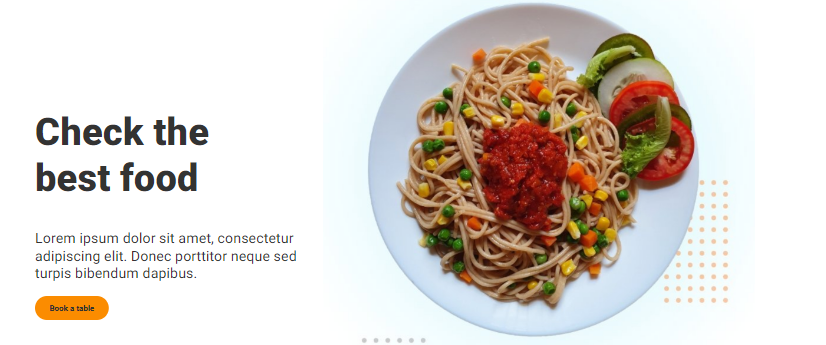 Check the
best food
Lorem ipsum dolor sit amet, consectetur
adipiscing elit. Donec porttitor neque sed
turpis bibendum dapibus.
Book a table